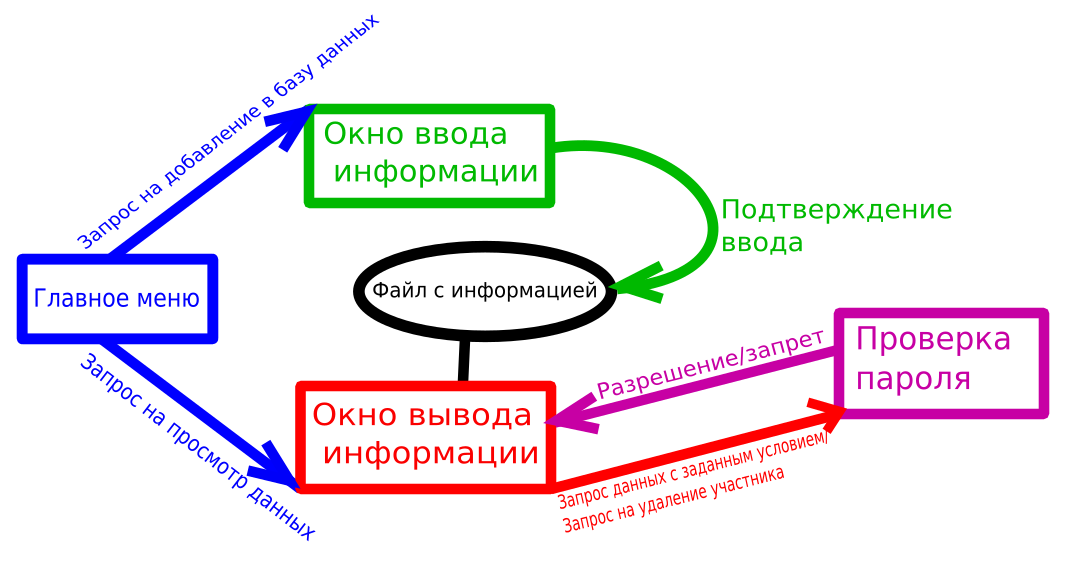 Запрос на добавление в базу данных
Окно ввода
информации
Подтверждение
ввода
Главное меню
Файл с информацией
Проверка
пароля
Разрешение/запрет
Запрос на просмотр данных
Окно вывода
информации
Запрос данных с заданным условием/
Запрос на удаление участника